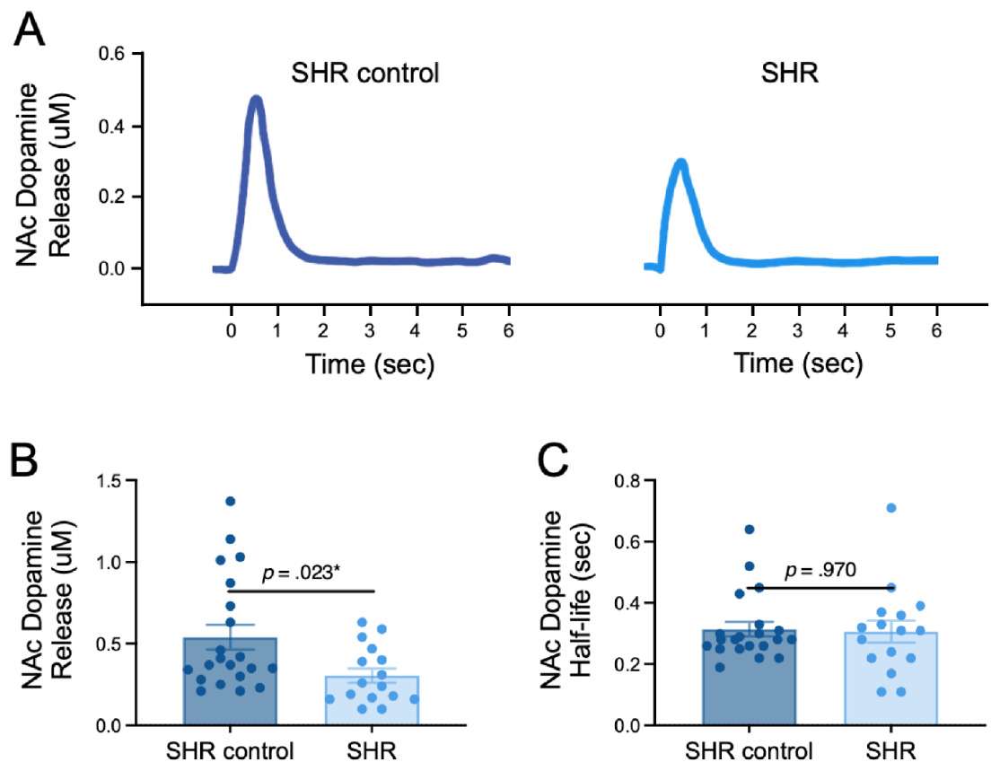 A
NAc Dopamine
Release (uM)
0.6
0.4
0.2
0.0
SHR control
SHR
0 1 2 3 4 5 6
0 1 2 3 4 5 6
Time (sec)
Time (sec)
B
NAc Dopamine
Release (uM)
1.5
1.0
0.5
0.0
p = .023*
SHR control
SHR
C
NAc Dopamine
Half-life (sec)
0.8
0.6
0.4
0.2
0.0
p = .970
SHR control
SHR